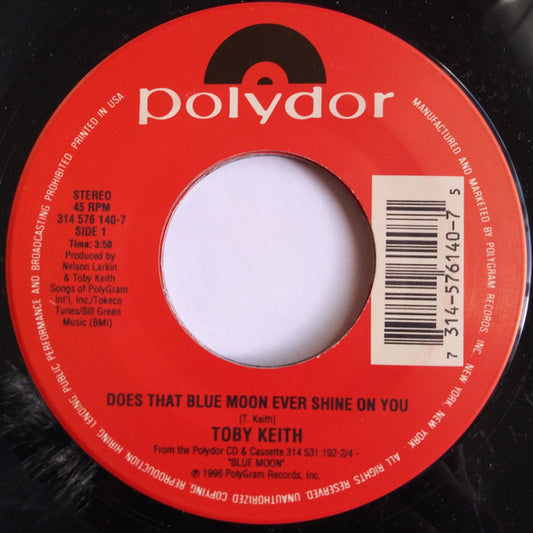 polydor
STEREO
45 RPM
314 576 140-7
SIDE 1
Time: 3:50
Produced by
Nelson Larkin
& Toby Keith
Songs of PolyGram
Int'l, Inc./Tokeco
Tunes/Bill Green
Music (BMI)
7 314-576140-7 5
DOES THAT BLUE MOON EVER SHINE ON YOU
(T. Keith)
TOBY KEITH
From the Polydor CD & Cassette 314 531 192-2/4 -
"BLUE MOON"
℗ 1996 PolyGram Records, Inc.
MANUFACTURED AND MARKETED BY POLYGRAM RECORDS, INC. NEW YORK, NEW YORK. ALL RIGHTS RESERVED. UNAUTHORIZED COPYING, REPRODUCTION, HIRING, LENDING, PUBLIC PERFORMANCE AND BROADCASTING PROHIBITED. PRINTED IN USA